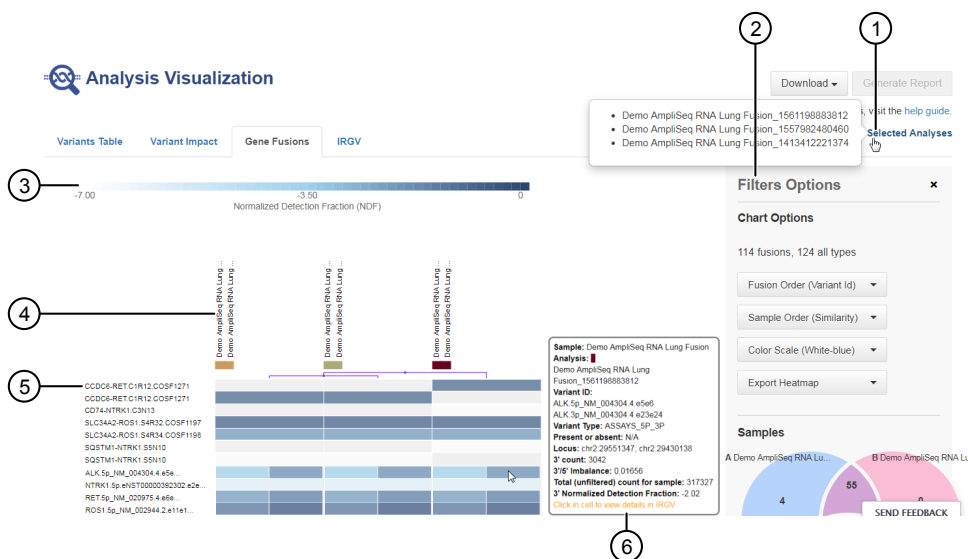 2
1
Analysis Visualization
Download
Generate Report
, visit the help guide.
Selected Analyses
Demo AmpliSeq RNA Lung Fusion_1561198883812
Demo AmpliSeq RNA Lung Fusion_1557982480460
Demo AmpliSeq RNA Lung Fusion_1413412221374
Variants Table
Variant Impact
Gene Fusions
IRGV
3
-7.00
-3.50
0
Normalized Detection Fraction (NDF)
Filters Options
×
Chart Options
114 fusions, 124 all types
Fusion Order (Variant Id)
Sample Order (Similarity)
Color Scale (White-blue)
Export Heatmap
Samples
A Demo AmpliSeq RNA Lu...
B Demo AmpliSeq RNA Lu
4
55
0
SEND FEEDBACK
4
Demo AmpliSeq RNA Lung ...
Demo AmpliSeq RNA Lung ...
Demo AmpliSeq RNA Lung ...
Demo AmpliSeq RNA Lung ...
Demo AmpliSeq RNA Lung ...
Demo AmpliSeq RNA Lung ...
5
CCDC6-RET.C1R12.COSF1271
CCDC6-RET.C1R12.COSF1271
CD74-NTRK1.C3N13
SLC34A2-ROS1.S4R32.COSF1197
SLC34A2-ROS1.S4R34.COSF1198
SQSTM1-NTRK1.S5N10
SQSTM1-NTRK1.S5N10
ALK.5p_NM_004304.4.e5e...
NTRK1.5p.eNST00000392302.e2e...
RET.5p_NM_020975.4.e6e...
ROS1.5p_NM_002944.2.e11e1...
Sample: Demo AmpliSeq RNA Lung Fusion
Analysis:
Demo AmpliSeq RNA Lung
Fusion_1561198883812
Variant ID:
ALK.5p_NM_004304.4.e5e6
ALK.3p_NM_004304.4.e23e24
Variant Type: ASSAYS_5P_3P
Present or absent: N/A
Locus: chr2:29551347, chr2:29430138
3' count: 3042
3'/5' Imbalance: 0.01656
Total (unfiltered) count for sample: 317327
3' Normalized Detection Fraction: -2.02
Click in cell to view details in IRGV
6